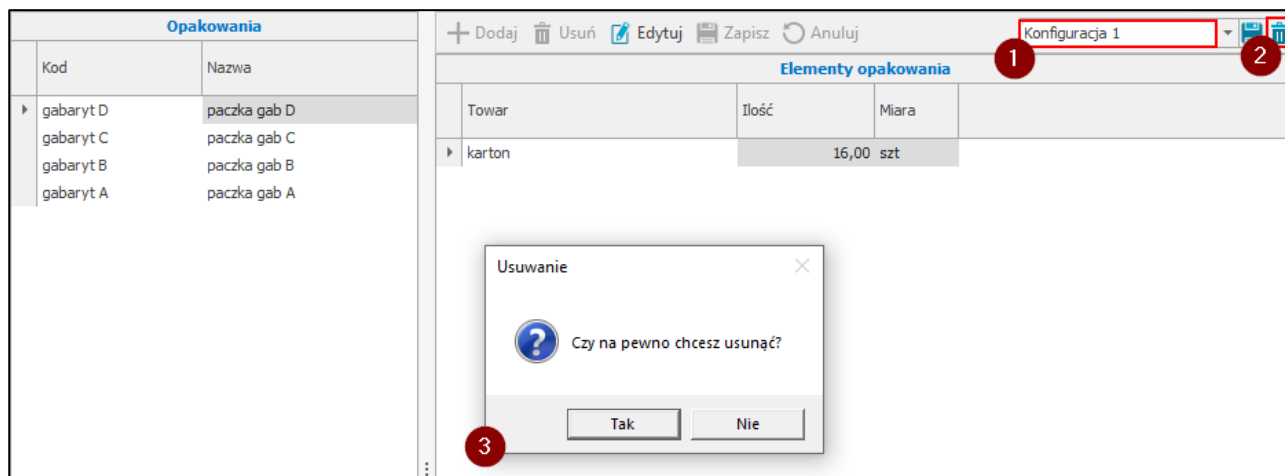 Opakowania
Kod Nazwa
gabaryt D paczka gab D
gabaryt C paczka gab C
gabaryt B paczka gab B
gabaryt A paczka gab A
Dodaj Usuń Edytuj Zapisz Anuluj Konfiguracja 1
1 2
Elementy opakowania
Towar Ilość Miara
karton 16,00 szt
Usuwanie
Czy na pewno chcesz usunąć?
Tak Nie
3